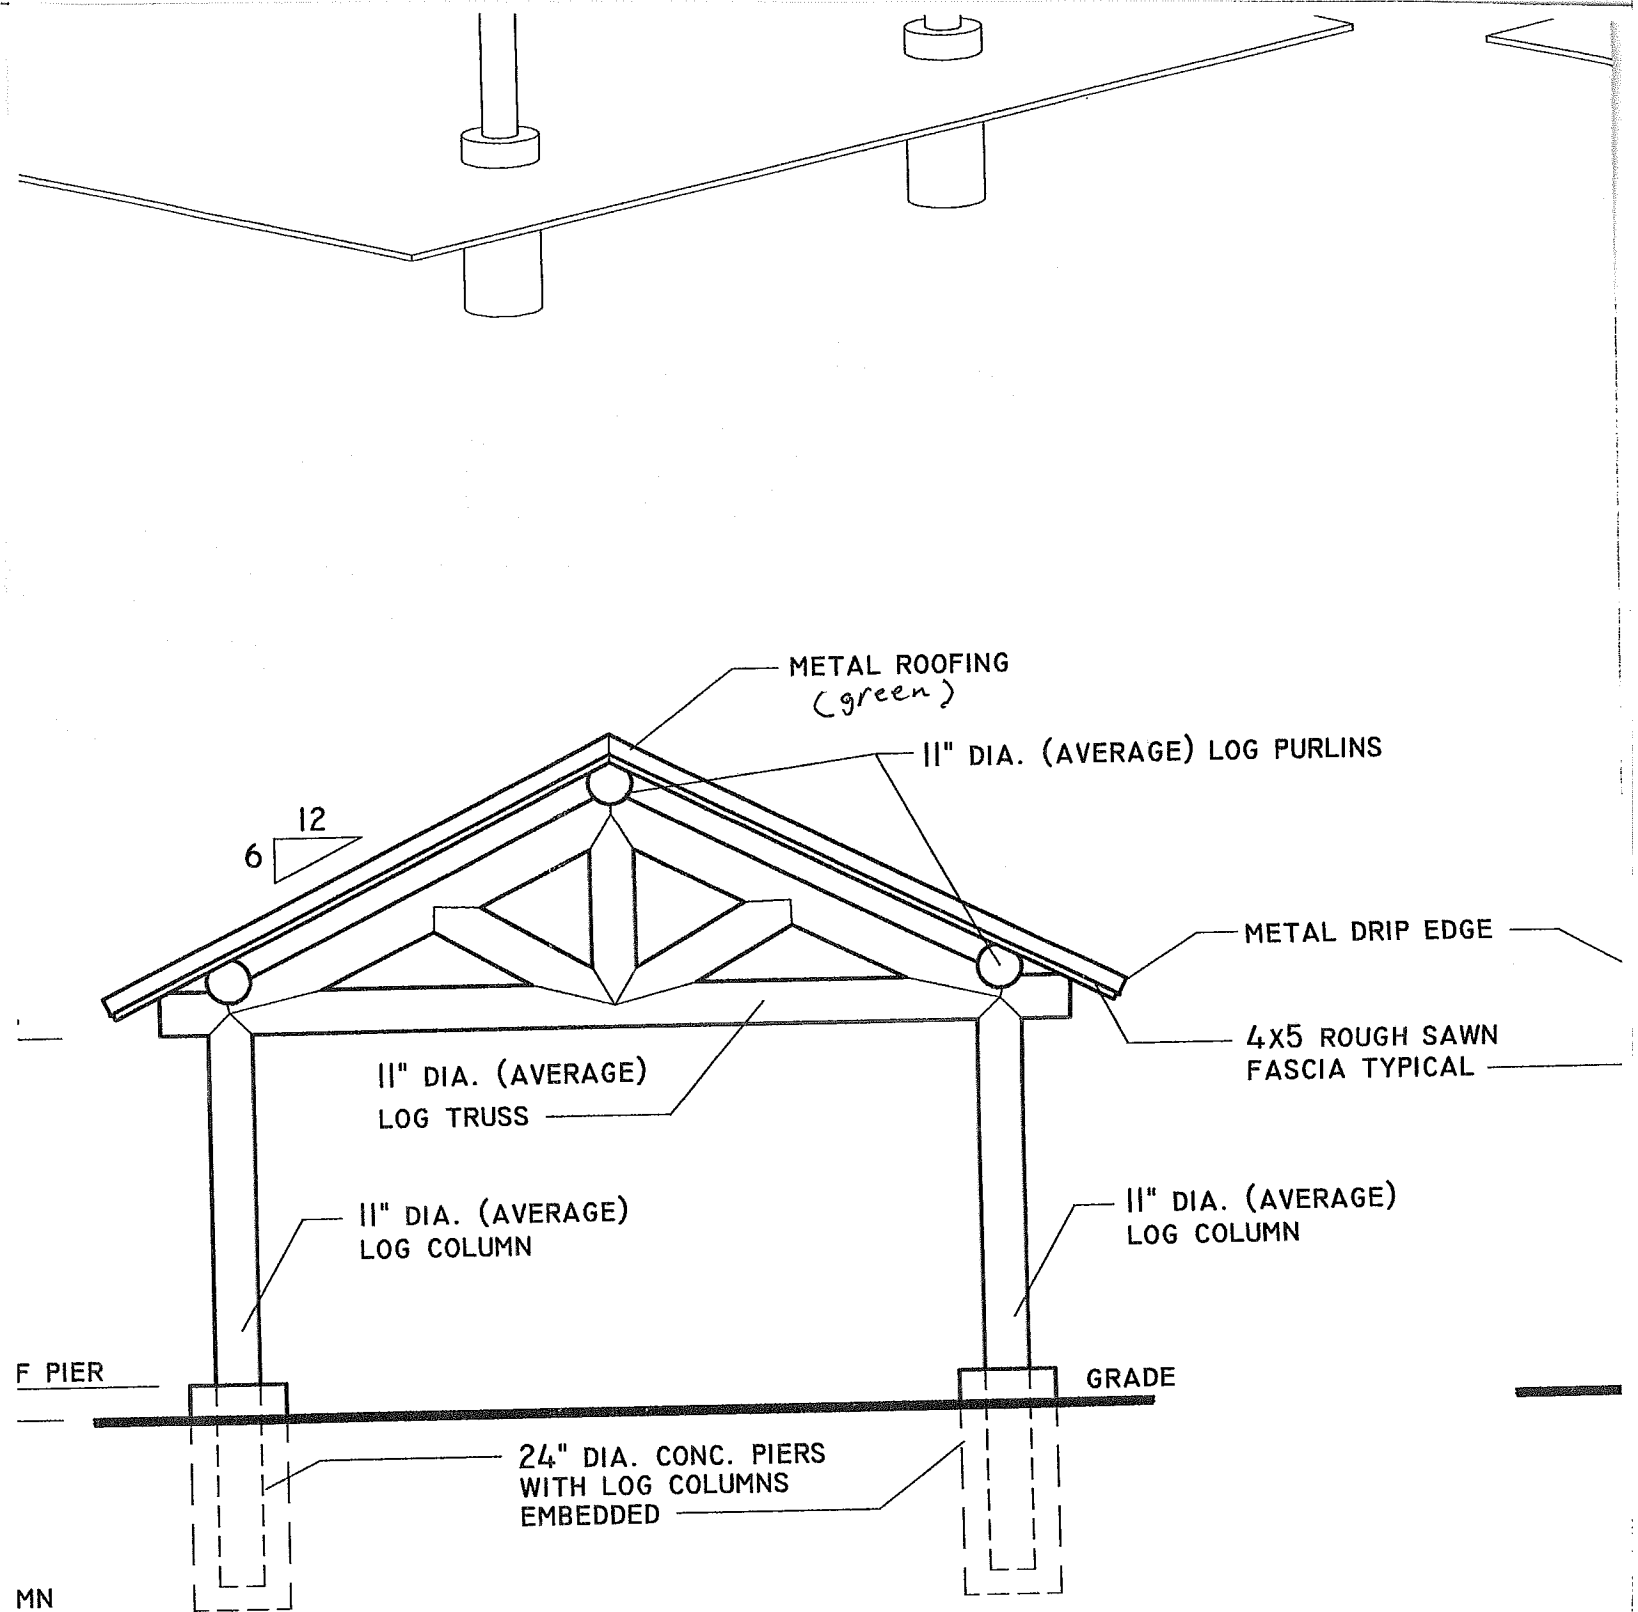 METAL ROOFING
(green)
11" DIA. (AVERAGE) LOG PURLINS
12
6
METAL DRIP EDGE
4X5 ROUGH SAWN
FASCIA TYPICAL
11" DIA. (AVERAGE)
LOG TRUSS
11" DIA. (AVERAGE)
LOG COLUMN
11" DIA. (AVERAGE)
LOG COLUMN
F PIER
GRADE
24" DIA. CONC. PIERS
WITH LOG COLUMNS
EMBEDDED
MN